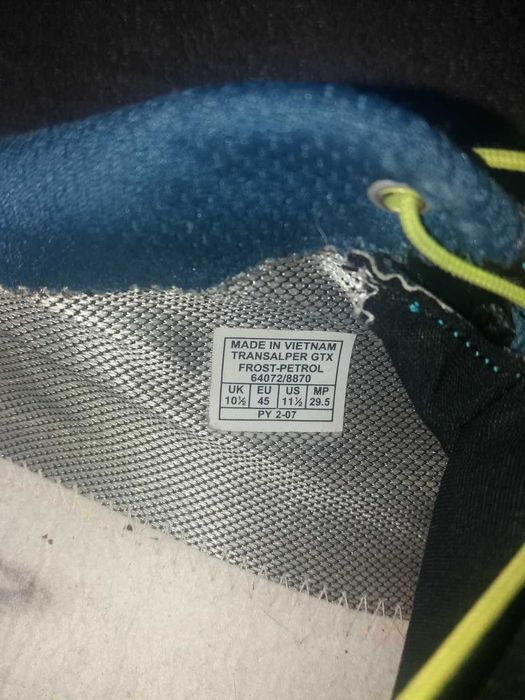 MADE IN VIETNAM
TRANSALPER GTX
FROST-PETROL
64072/8870
UK EU US MP
10½ 45 11½ 29.5
PY 2-07